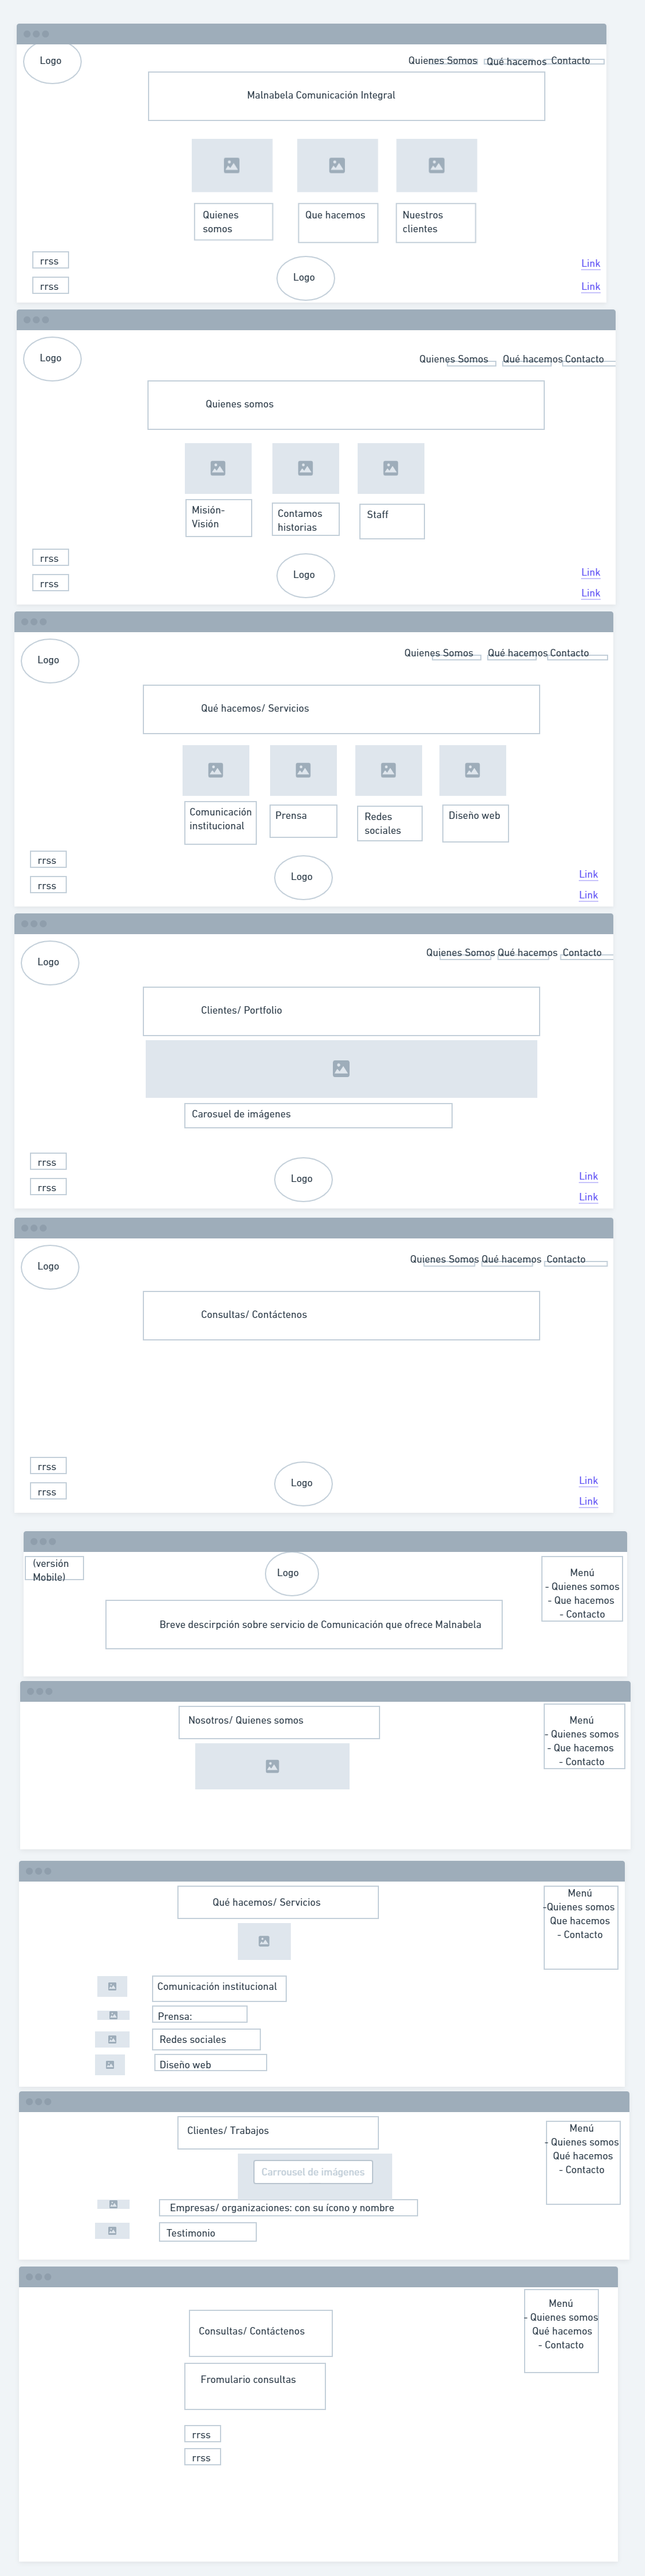 Logo
Quienes Somos Qué hacemos Contacto
Malnabela Comunicación Integral
Quienes
somos
Que hacemos
Nuestros
clientes
rrss
rrss
Logo
Link
Link
Logo
Quienes Somos Qué hacemos Contacto
Quienes somos
Misión-
Visión
Contamos
historias
Staff
rrss
rrss
Logo
Link
Link
Logo
Quienes Somos Qué hacemos Contacto
Qué hacemos/ Servicios
Comunicación
institucional
Prensa
Redes
sociales
Diseño web
rrss
rrss
Logo
Link
Link
Logo
Quienes Somos Qué hacemos Contacto
Clientes/ Portfolio
Carosuel de imágenes
rrss
rrss
Logo
Link
Link
Logo
Quienes Somos Qué hacemos Contacto
Consultas/ Contáctenos
rrss
rrss
Logo
Link
Link
(versión
Mobile)
Logo
Menú
- Quienes somos
- Que hacemos
- Contacto
Breve descirpción sobre servicio de Comunicación que ofrece Malnabela
Nosotros/ Quienes somos
Menú
- Quienes somos
- Que hacemos
- Contacto
Qué hacemos/ Servicios
Menú
-Quienes somos
Que hacemos
- Contacto
Comunicación institucional
Prensa:
Redes sociales
Diseño web
Clientes/ Trabajos
Menú
- Quienes somos
Qué hacemos
- Contacto
Carrousel de imágenes
Empresas/ organizaciones: con su ícono y nombre
Testimonio
Menú
- Quienes somos
Qué hacemos
- Contacto
Consultas/ Contáctenos
Fromulario consultas
rrss
rrss